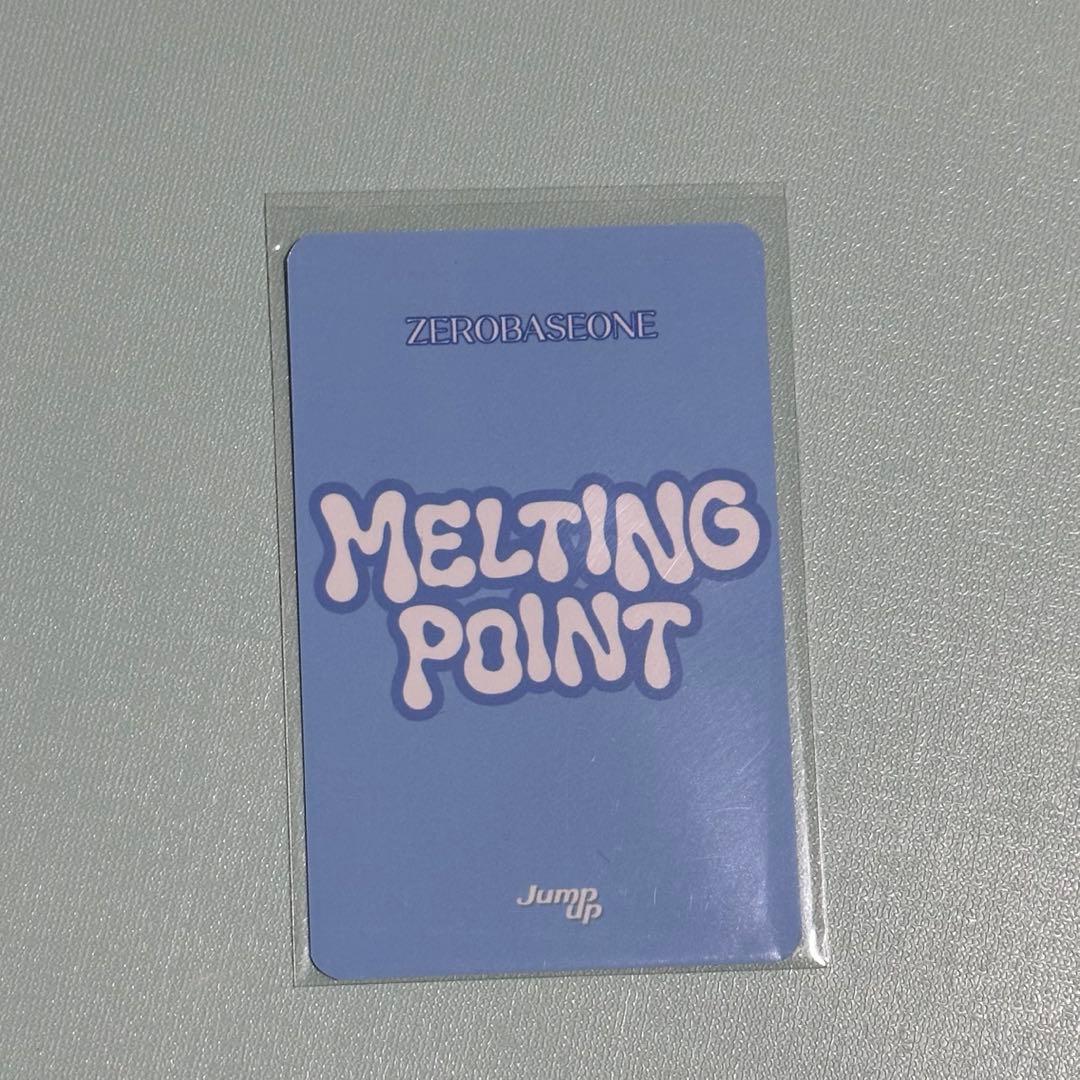 ZEROBASEONE
MELTING
POINT
Jump
up